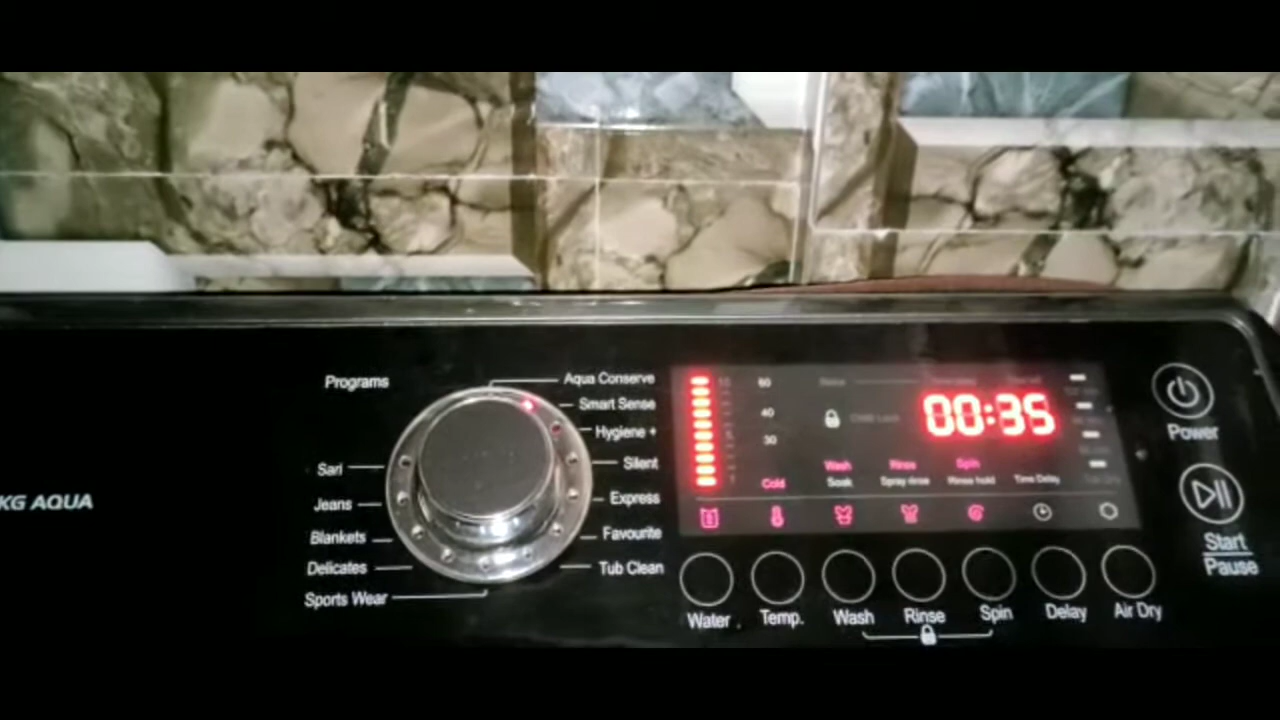 KG AQUA
Programs
Aqua Conserve
Smart Sense
Hygiene +
Silent
Express
Favourite
Tub Clean
Sari
Jeans
Blankets
Delicates
Sports Wear
60
40
30
Cold
Child Lock
00:35
Wash Rinse Spin
Soak Spray rinse Rinse hold Time Delay
Water Temp. Wash Rinse Spin Delay Air Dry
Power
Start
Pause